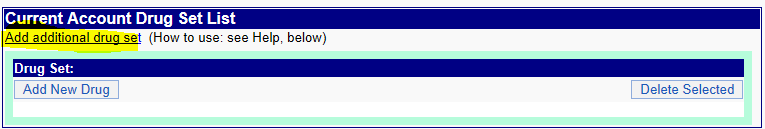 Current Account Drug Set List
Add additional drug set (How to use: see Help, below)
Drug Set:
Add New Drug Delete Selected